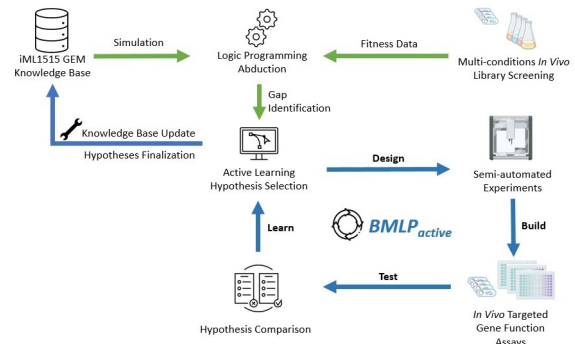 iML1515 GEM
Knowledge Base
Simulation
Logic Programming
Abduction
Fitness Data
Multi-conditions In Vivo
Library Screening
Gap
Identification
Knowledge Base Update
Hypotheses Finalization
Active Learning
Hypothesis Selection
Design
Semi-automated
Experiments
Learn
BMLPactive
Build
Test
Hypothesis Comparison
In Vivo Targeted
Gene Function
Assays